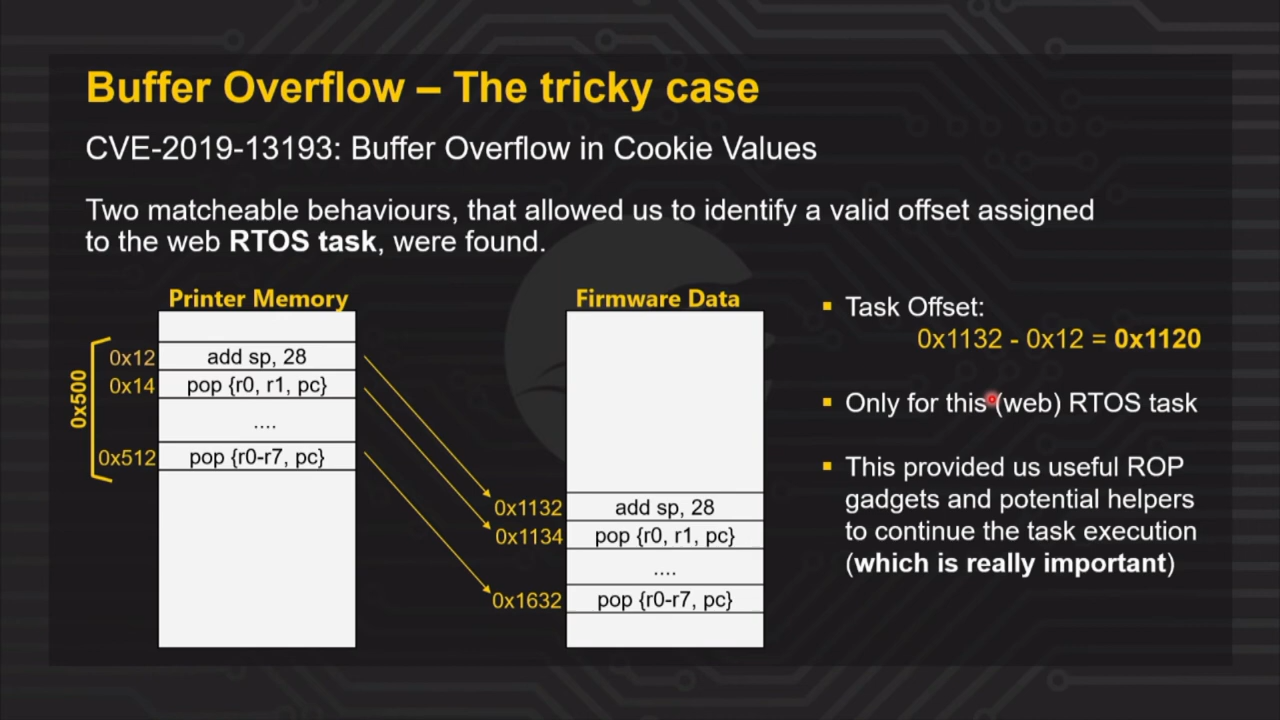 Buffer Overflow – The tricky case
CVE-2019-13193: Buffer Overflow in Cookie Values
Two matcheable behaviours, that allowed us to identify a valid offset assigned
to the web RTOS task, were found.
Printer Memory
0x500
0x12 add sp, 28
0x14 pop {r0, r1, pc}
....
0x512 pop {r0-r7, pc}
Firmware Data
0x1132 add sp, 28
0x1134 pop {r0, r1, pc}
....
0x1632 pop {r0-r7, pc}
▪ Task Offset:
0x1132 - 0x12 = 0x1120
▪ Only for this (web) RTOS task
▪ This provided us useful ROP
gadgets and potential helpers
to continue the task execution
(which is really important)